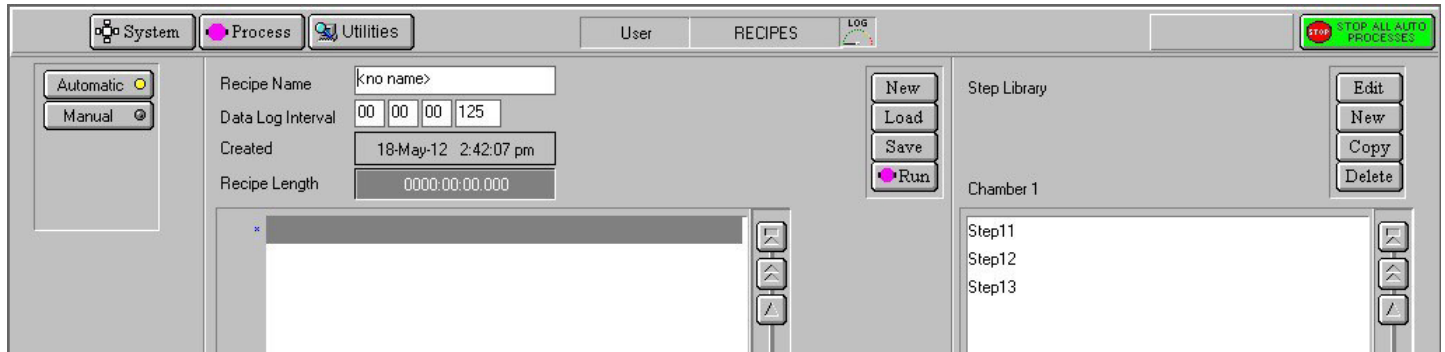 System Process Utilities User RECIPES LOG STOP STOP ALL AUTO
PROCESSES
Automatic
Manual
Recipe Name <no name>
Data Log Interval 00 00 00 125
Created 18-May-12 2:42:07 pm
Recipe Length 0000:00:00.000
New
Load
Save
Run
Step Library
Chamber 1
Edit
New
Copy
Delete
*
Step11
Step12
Step13